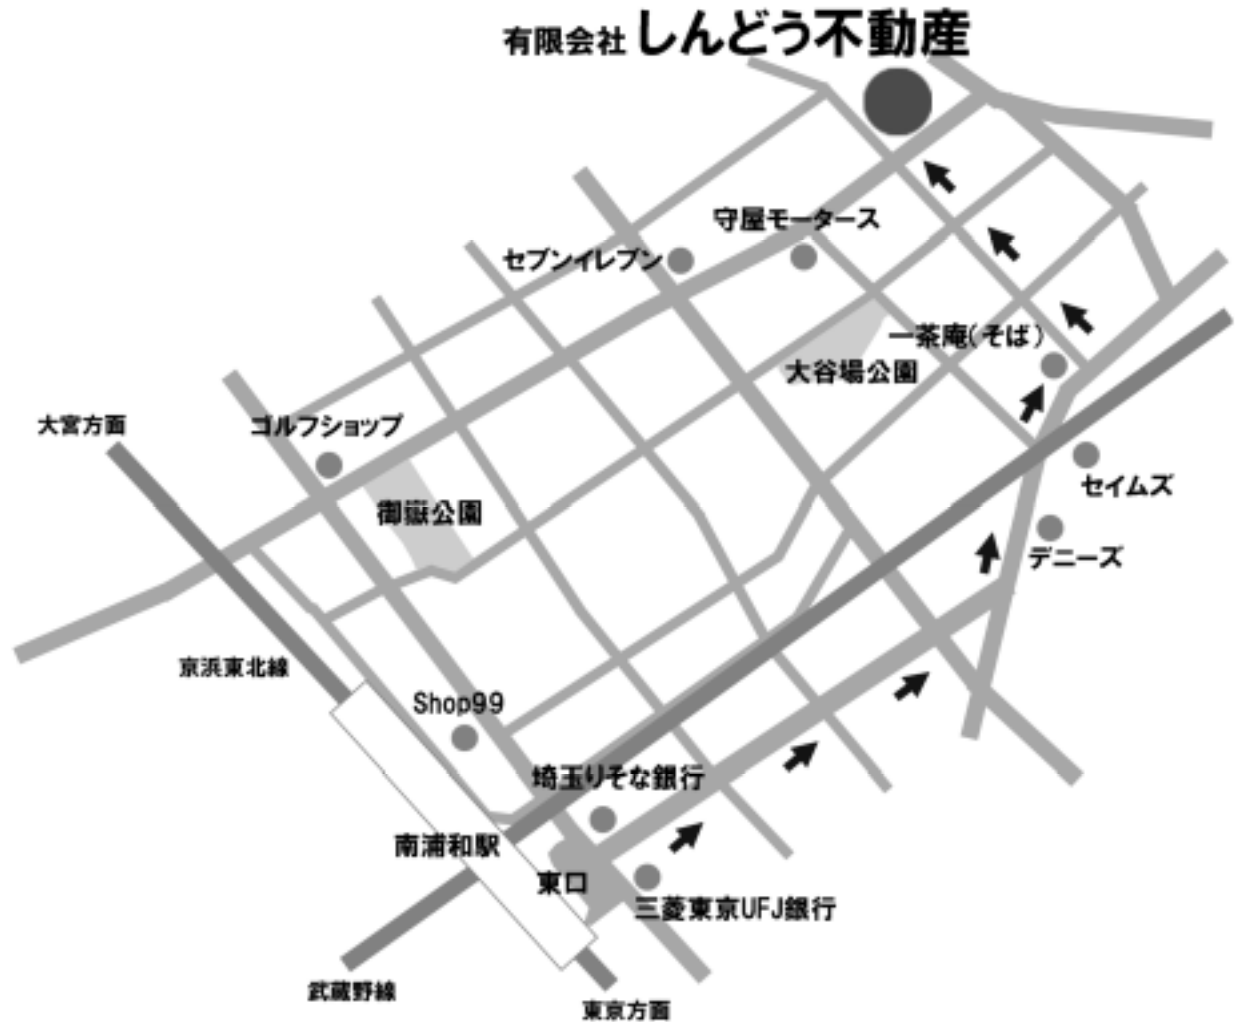 有限会社 しんどう不動産
守屋モータース
セブンイレブン
一茶庵(そば)
大谷場公園
大宮方面
ゴルフショップ
セイムズ
御嶽公園
デニーズ
京浜東北線
Shop99
埼玉りそな銀行
南浦和駅
東口
三菱東京UFJ銀行
武蔵野線
東京方面